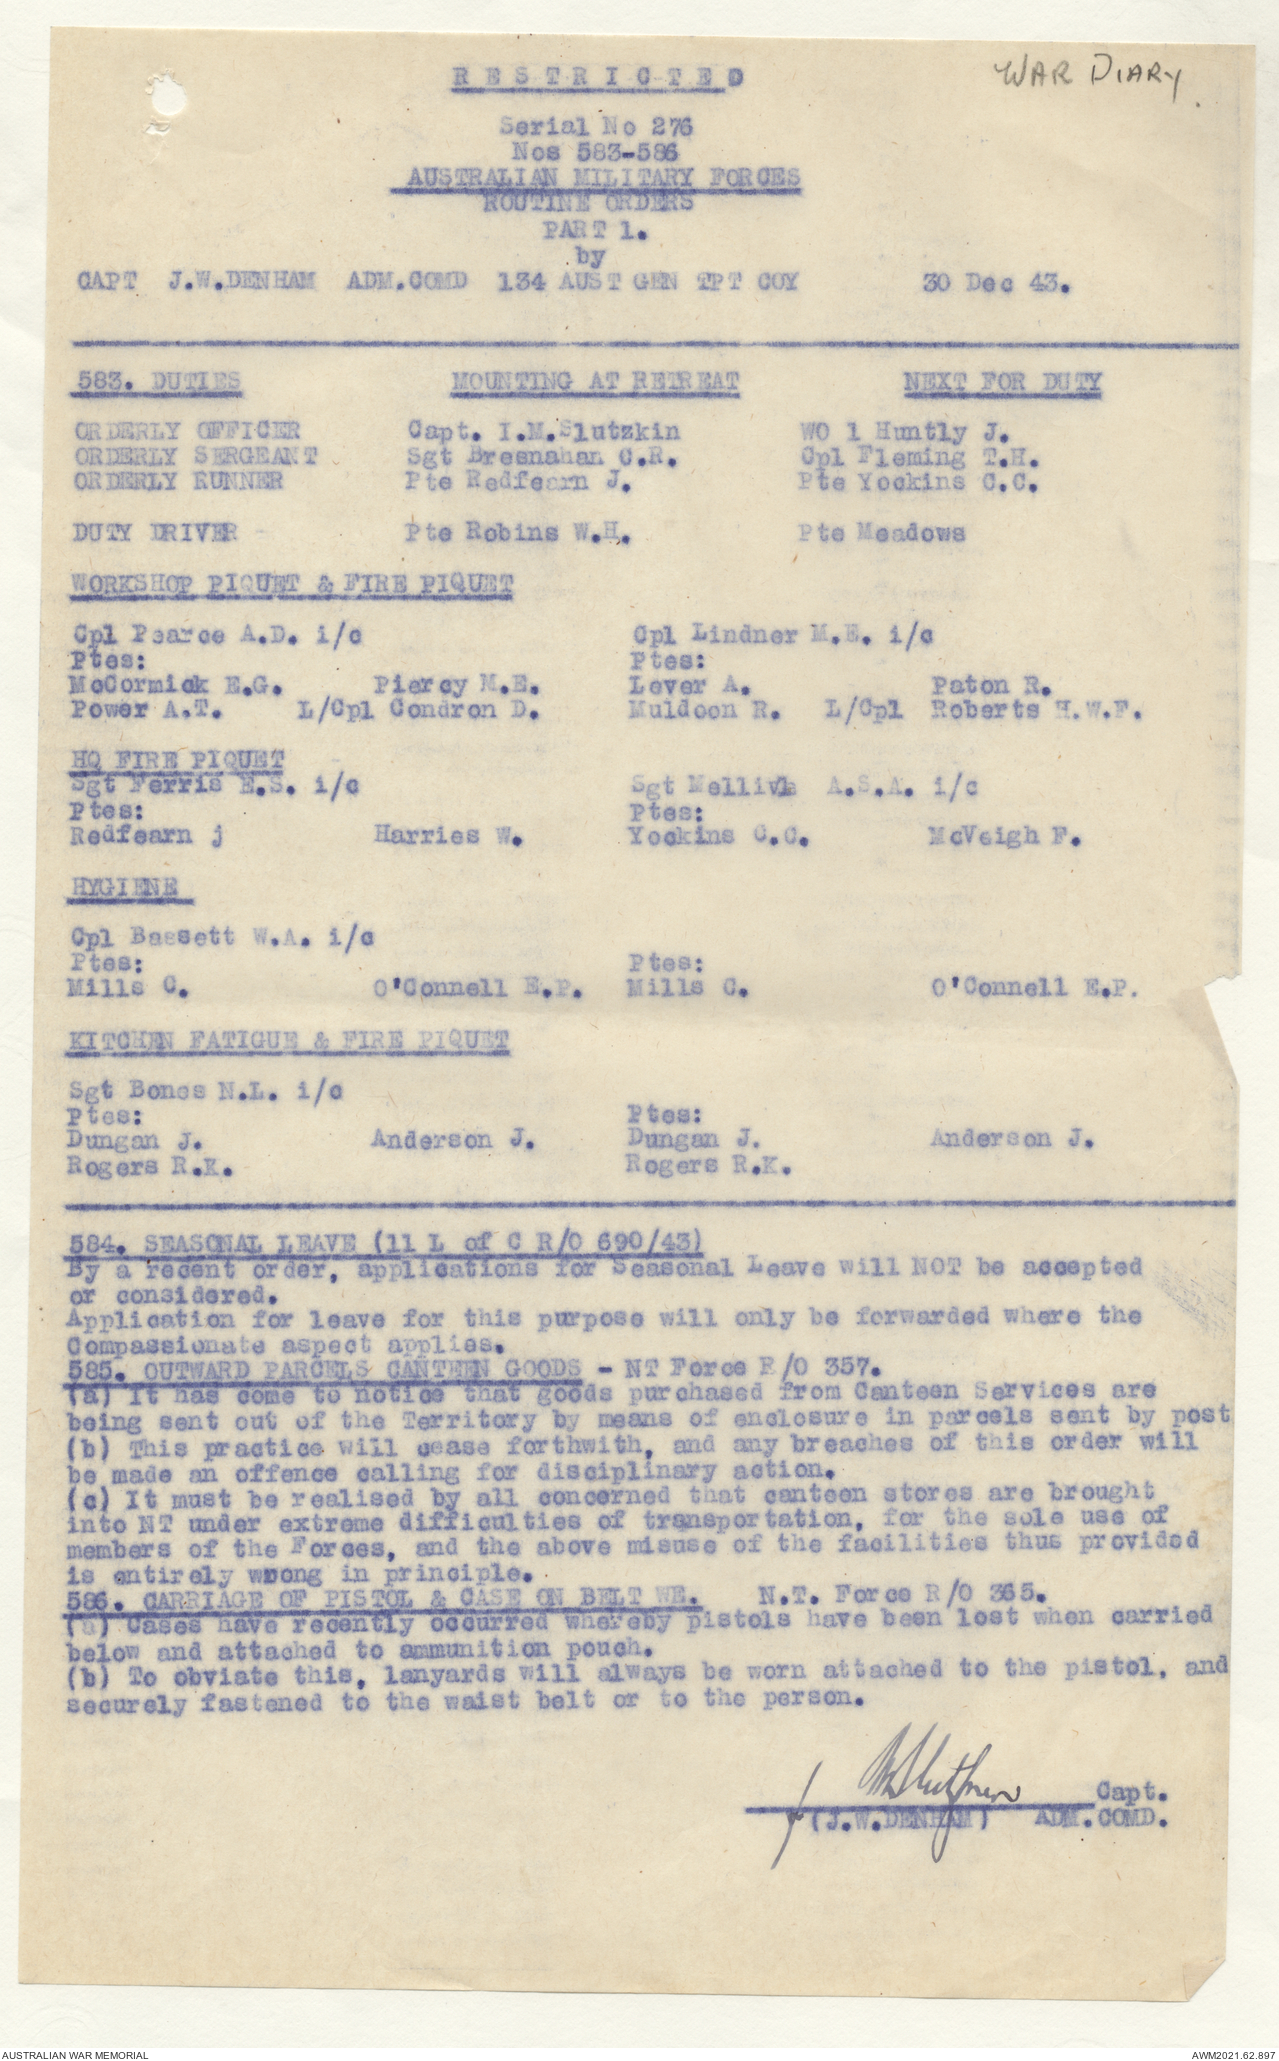 WAR DIARY.
RESTRICTED
Serial No 276
Nos 583-586
AUSTRALIAN MILITARY FORCES
ROUTINE ORDERS
PART 1.
by
CAPT J.W.DENHAM ADM.COMD 134 AUST GEN TPT COY 30 Dec 43.
583. DUTIES MOUNTING AT RETREAT NEXT FOR DUTY
ORDERLY OFFICER Capt. I.M.Slutzkin WO 1 Huntly J.
ORDERLY SERGEANT Sgt Bresnahan C.R. Cpl Fleming T.H.
ORDERLY RUNNER Pte Redfearn J. Pte Yockins C.C.
DUTY DRIVER - Pte Robins W.H. Pte Meadows
WORKSHOP PIQUET & FIRE PIQUET
Cpl Pearce A.D. i/c Cpl Lindner M.E. i/c
Ptes: Ptes:
McCormick E.G. Piercy M.E. Lever A. Paton R.
Power A.T. L/Cpl Condron D. Muldoon R. L/Cpl Roberts H.W.F.
HQ FIRE PIQUET
Sgt Ferris E.S. i/c Sgt A.S.A. i/c
Ptes: Ptes:
Redfearn j Harries W. Yockins C.C. McVeigh F.
HYGIENE
Cpl Bassett W.A. i/c
Ptes: Ptes:
Mills C. O'Connell E.P. Mills C. O'Connell E.P.
KITCHEN FATIGUE & FIRE PIQUET
Sgt Bones N.L. i/c
Ptes: Ptes:
Dungan J. Anderson J. Dungan J. Anderson J.
Rogers R.K. Rogers R.K.
584. SEASONAL LEAVE (11 L of C R/O 690/43)
By a recent order, applications for Seasonal Leave will NOT be accepted
or considered.
Application for leave for this purpose will only be forwarded where the
Compassionate aspect applies.
585. OUTWARD PARCELS CANTEEN GOODS - NT Force R/O 357.
(a) It has come to notice that goods purchased from Canteen Services are
being sent out of the Territory by means of enclosure in parcels sent by post
(b) This practice will cease forthwith, and any breaches of this order will
be made an offence calling for disciplinary action.
(c) It must be realised by all concerned that canteen stores are brought
into NT under extreme difficulties of transportation, for the sole use of
members of the Forces, and the above misuse of the facilities thus provided
is entirely wrong in principle.
586. CARRIAGE OF PISTOL & CASE ON BELT WE. N.T. Force R/O 365.
(a) Cases have recently occurred whereby pistols have been lost when carried
below and attached to ammunition pouch.
(b) To obviate this, lanyards will always be worn attached to the pistol, and
securely fastened to the waist belt or to the person.
Capt.
(J.W.DENHAM) ADM.COMD.
AUSTRALIAN WAR MEMORIAL AWM2021.62.897